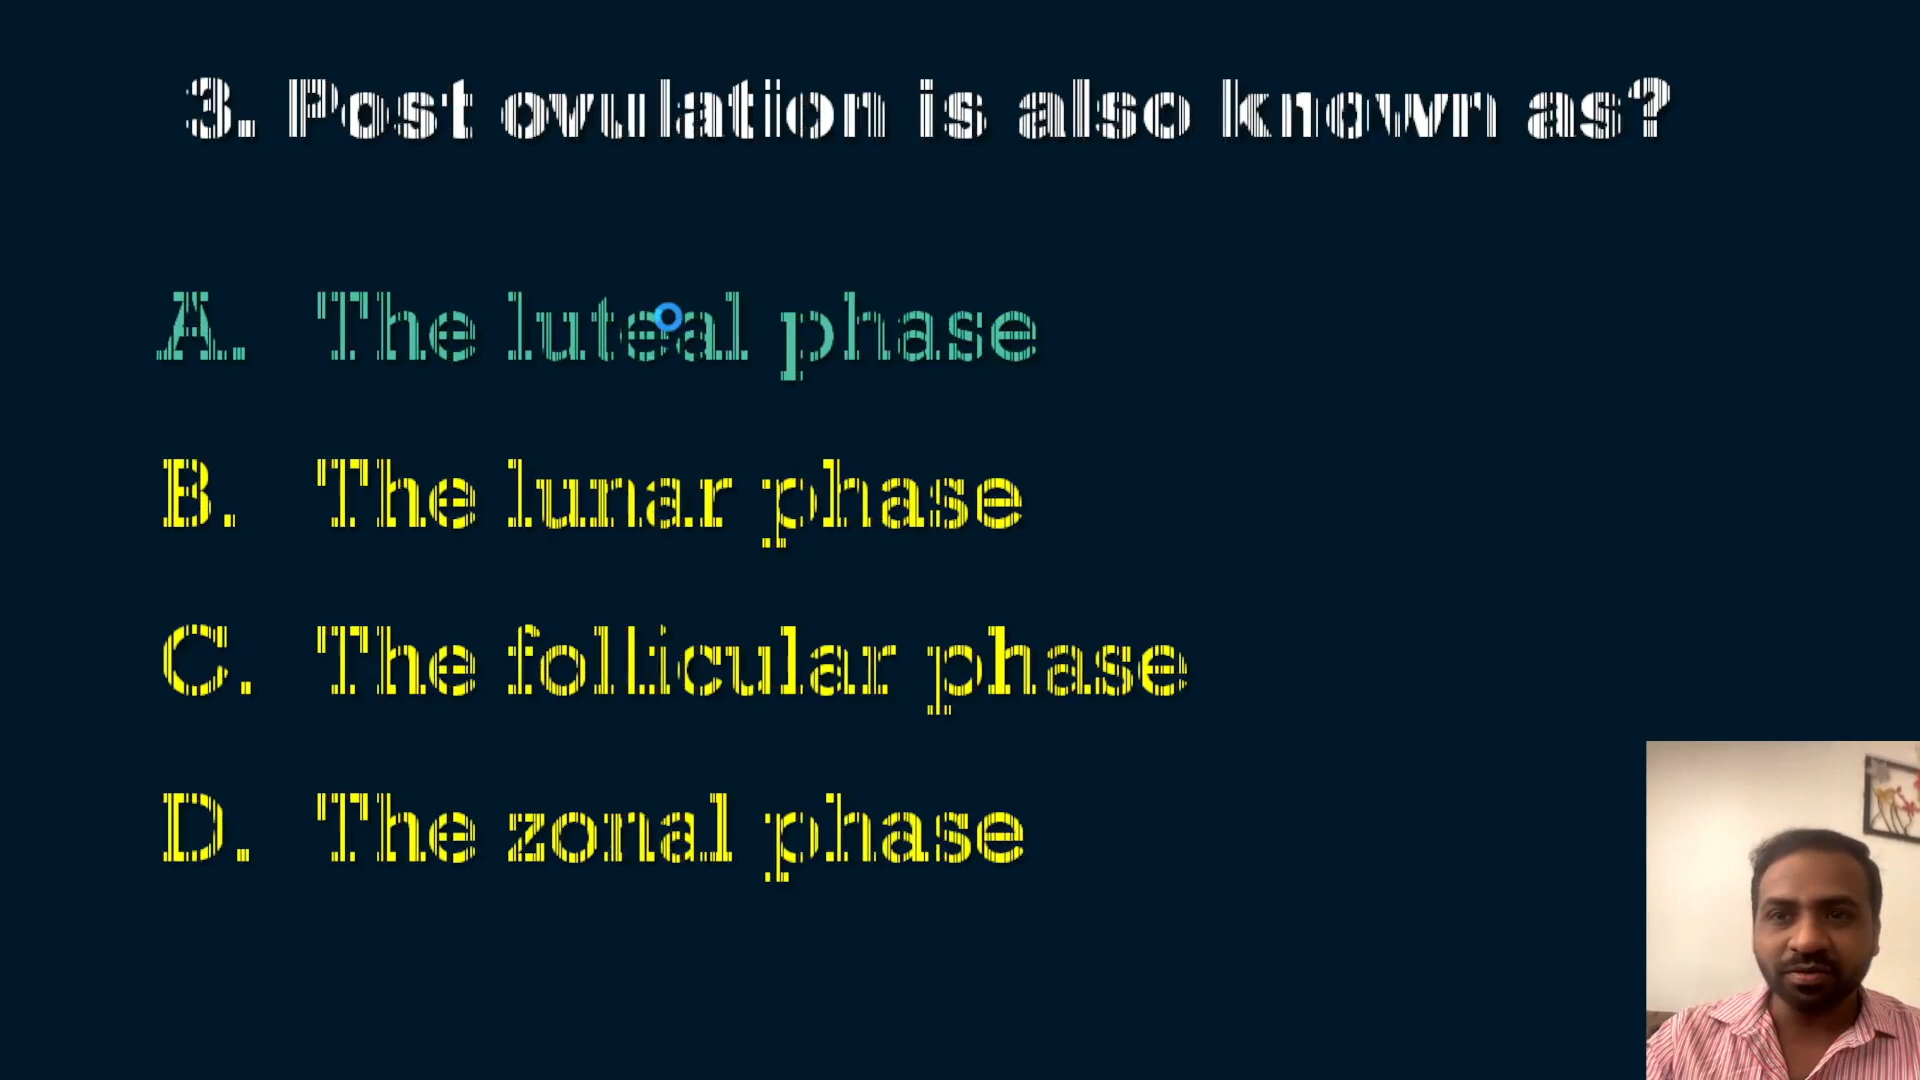 3. Post ovulation is also known as?
A. The luteal phase
B. The lunar phase
C. The follicular phase
D. The zonal phase